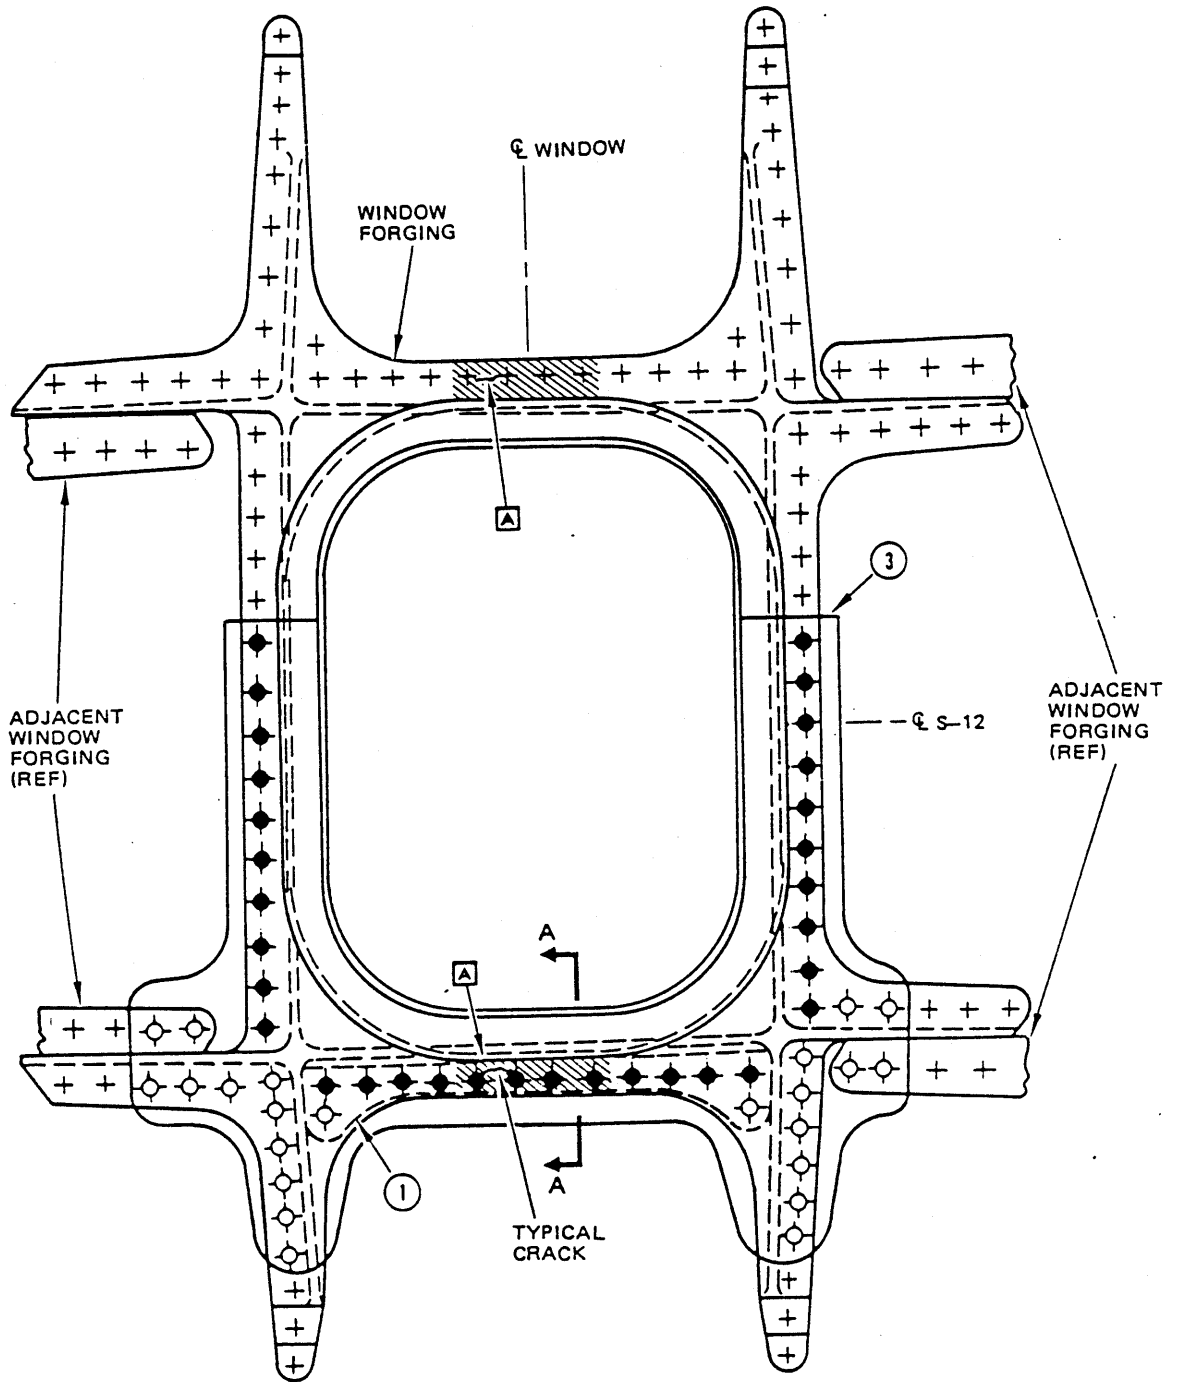 ℄ WINDOW
WINDOW
FORGING
A
3
ADJACENT
WINDOW
FORGING
(REF)
℄ S-12
ADJACENT
WINDOW
FORGING
(REF)
A
A
A
1
TYPICAL
CRACK